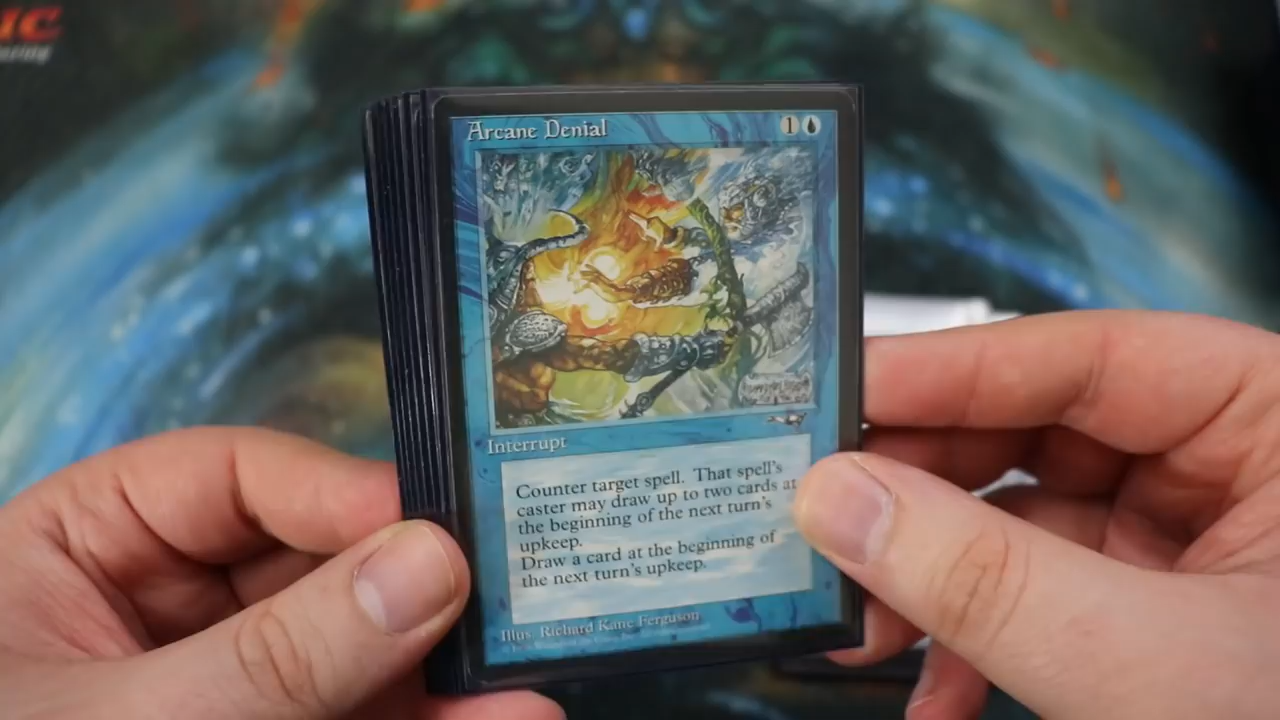 Arcane Denial 1
Interrupt
Counter target spell. That spell's
caster may draw up to two cards at
the beginning of the next turn's
upkeep.
Draw a card at the beginning of
the next turn's upkeep.
Illus. Richard Kane Ferguson